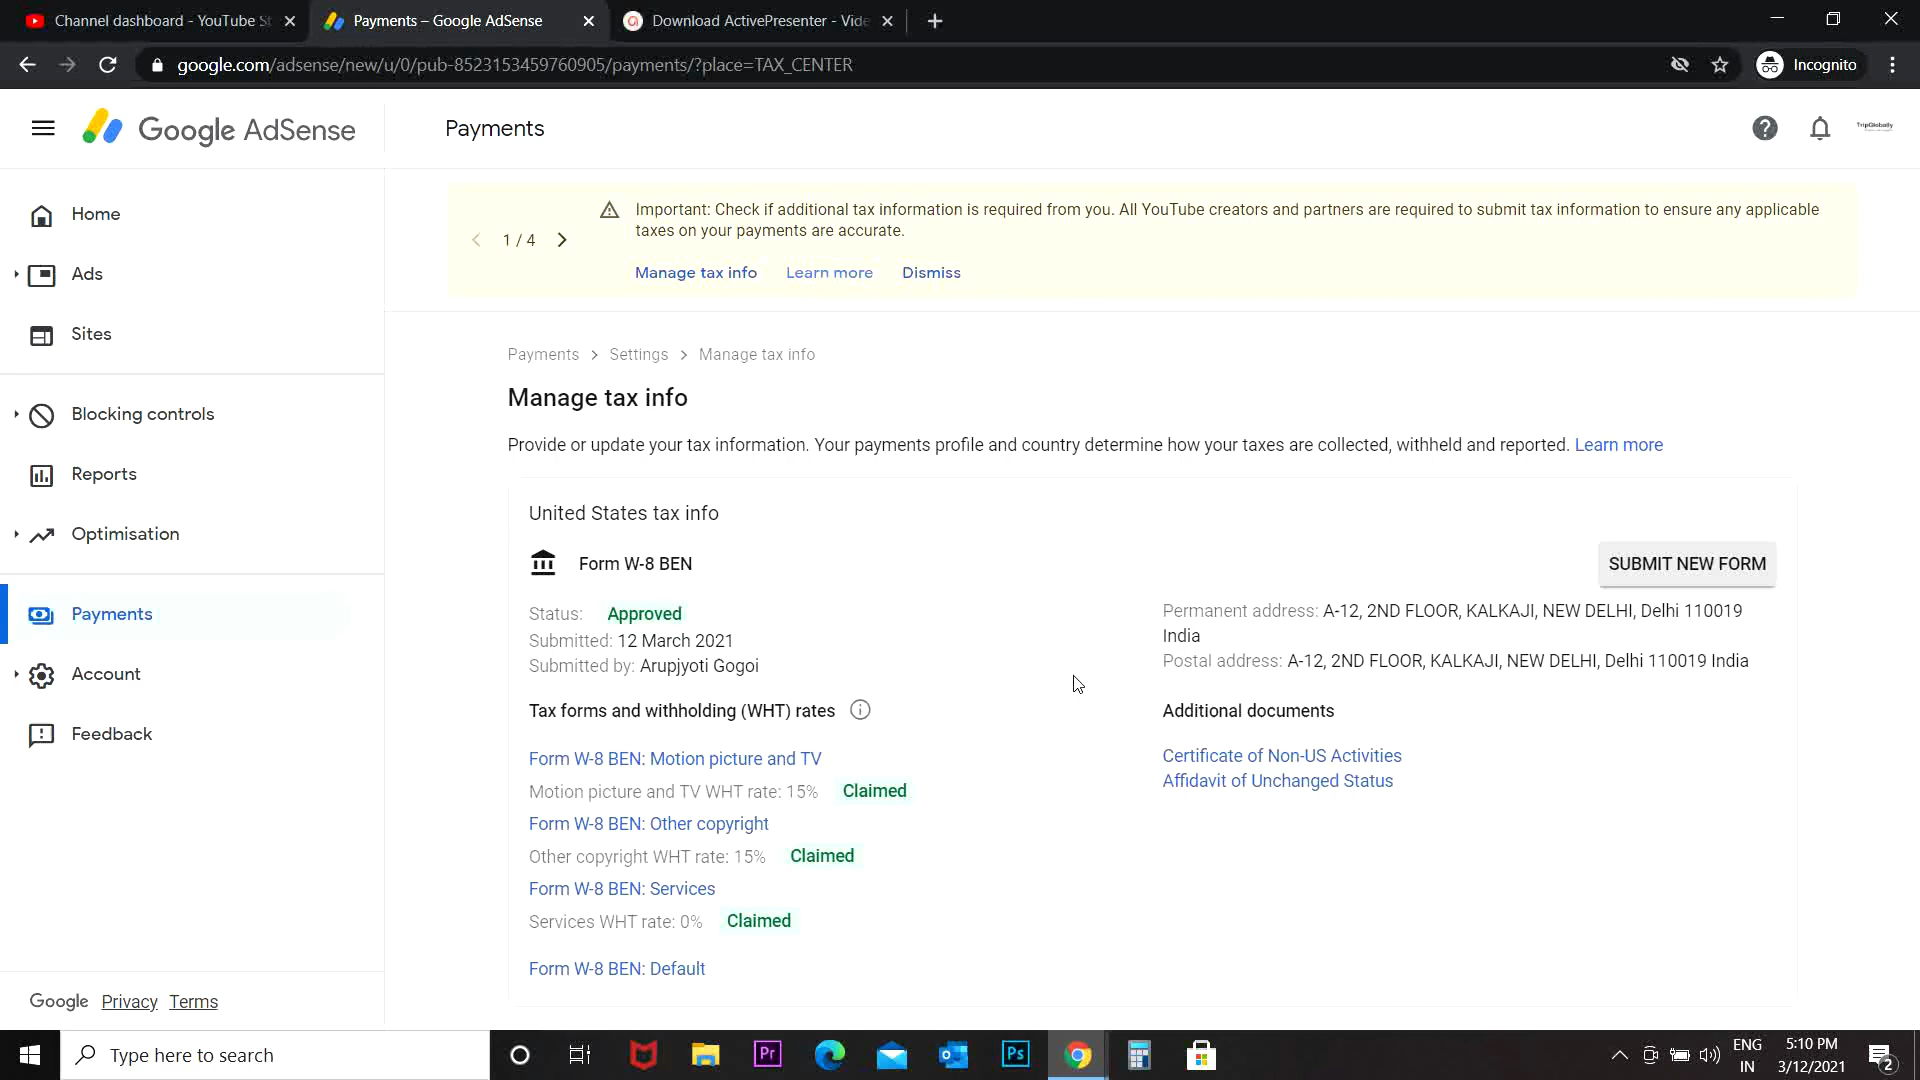 Channel dashboard - YouTube St
Payments – Google AdSense
Download ActivePresenter - Vide
google.com/adsense/new/u/0/pub-8523153459760905/payments/?place=TAX_CENTER
Incognito
Google AdSense
Payments
TripGlobally
Home
Ads
Sites
Blocking controls
Reports
Optimisation
Payments
Account
Feedback
Google Privacy Terms
1 / 4
Important: Check if additional tax information is required from you. All YouTube creators and partners are required to submit tax information to ensure any applicable
taxes on your payments are accurate.
Manage tax info Learn more Dismiss
Payments > Settings > Manage tax info
Manage tax info
Provide or update your tax information. Your payments profile and country determine how your taxes are collected, withheld and reported. Learn more
United States tax info
Form W-8 BEN
SUBMIT NEW FORM
Status: Approved
Submitted: 12 March 2021
Submitted by: Arupjyoti Gogoi
Permanent address: A-12, 2ND FLOOR, KALKAJI, NEW DELHI, Delhi 110019
India
Postal address: A-12, 2ND FLOOR, KALKAJI, NEW DELHI, Delhi 110019 India
Tax forms and withholding (WHT) rates
Form W-8 BEN: Motion picture and TV
Motion picture and TV WHT rate: 15% Claimed
Form W-8 BEN: Other copyright
Other copyright WHT rate: 15% Claimed
Form W-8 BEN: Services
Services WHT rate: 0% Claimed
Form W-8 BEN: Default
Additional documents
Certificate of Non-US Activities
Affidavit of Unchanged Status
Type here to search
Pr
Ps
ENG
IN
5:10 PM
3/12/2021
2